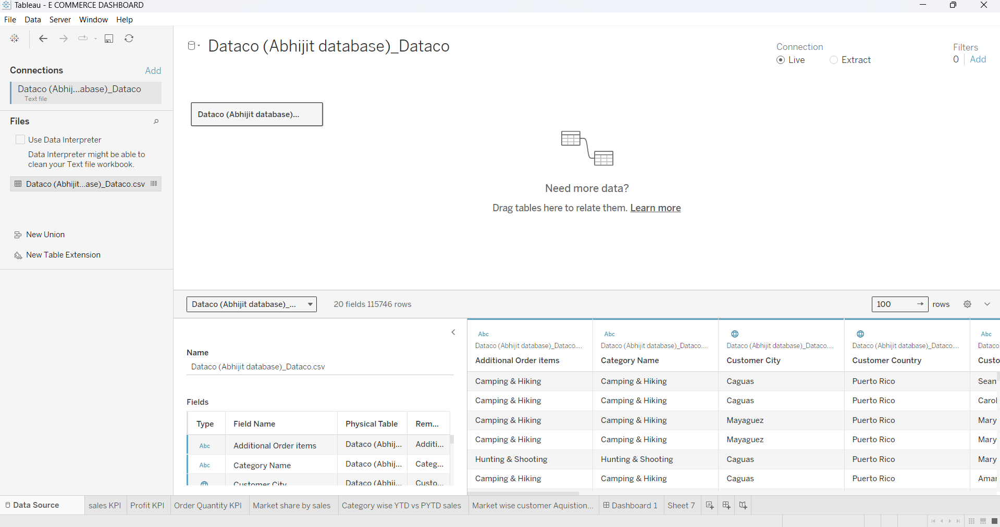 Tableau - E COMMERCE DASHBOARD
File Data Server Window Help
Dataco (Abhijit database)_Dataco
Connection
Live Extract
Filters
0 Add
Connections Add
Dataco (Abhij...abase)_Dataco
Text file
Files
Use Data Interpreter
Data Interpreter might be able to
clean your Text file workbook.
Dataco (Abhijit...ase)_Dataco.csv
New Union
New Table Extension
Dataco (Abhijit database)...
Need more data?
Drag tables here to relate them. Learn more
Dataco (Abhijit database)_... 20 fields 115746 rows 100 rows
Name
Dataco (Abhijit database)_Dataco.csv
Fields
Type Field Name Physical Table Rem...
Abc Additional Order items Dataco (Abhij... Additi...
Abc Category Name Dataco (Abhij... Categ...
Customer City Dataco (Abhij... Custo...
Abc Abc Abc
Dataco (Abhijit database)_Dataco.... Dataco (Abhijit database)_Dataco.... Dataco (Abhijit database)_Dataco.... Dataco (Abhijit database)_Dataco.... Dataco
Additional Order items Category Name Customer City Customer Country Custo
Camping & Hiking Camping & Hiking Caguas Puerto Rico Sean
Camping & Hiking Camping & Hiking Caguas Puerto Rico Carol
Camping & Hiking Camping & Hiking Mayaguez Puerto Rico Mary
Camping & Hiking Camping & Hiking Mayaguez Puerto Rico Mary
Hunting & Shooting Hunting & Shooting Caguas Puerto Rico Mary
Camping & Hiking Camping & Hiking Caguas Puerto Rico Amar
Data Source sales KPI Profit KPI Order Quantity KPI Market share by sales Category wise YTD vs PYTD sales Market wise customer Aquistion... Dashboard 1 Sheet 7